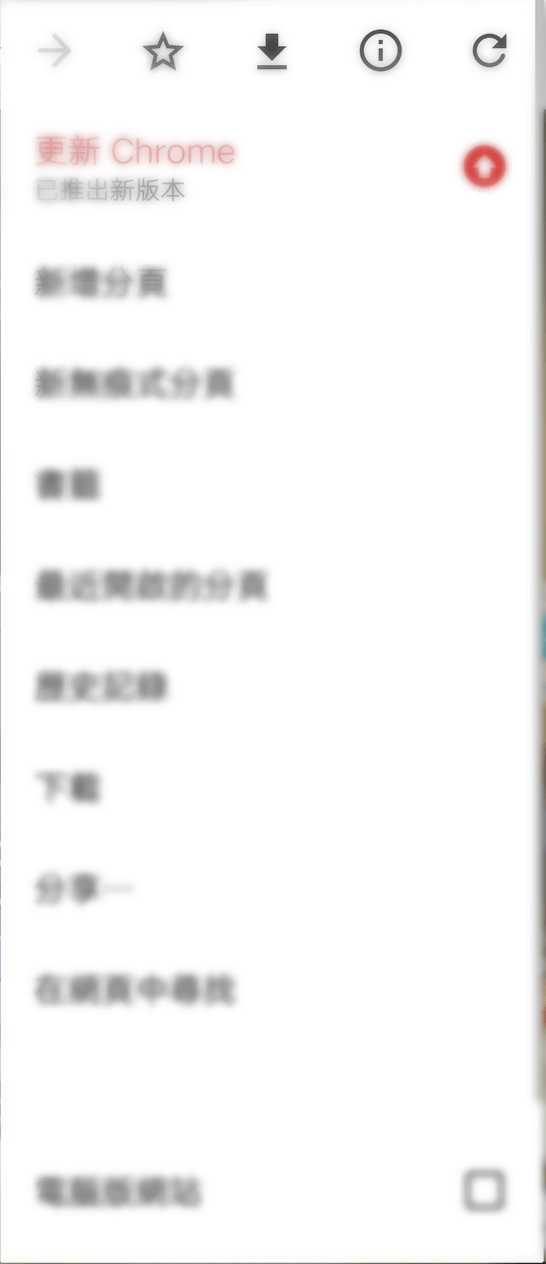 更新 Chrome
已推出新版本
新增分頁
新無痕式分頁
書籤
最近開啟的分頁
歷史記錄
下載
分享…
在網頁中尋找
電腦版網站